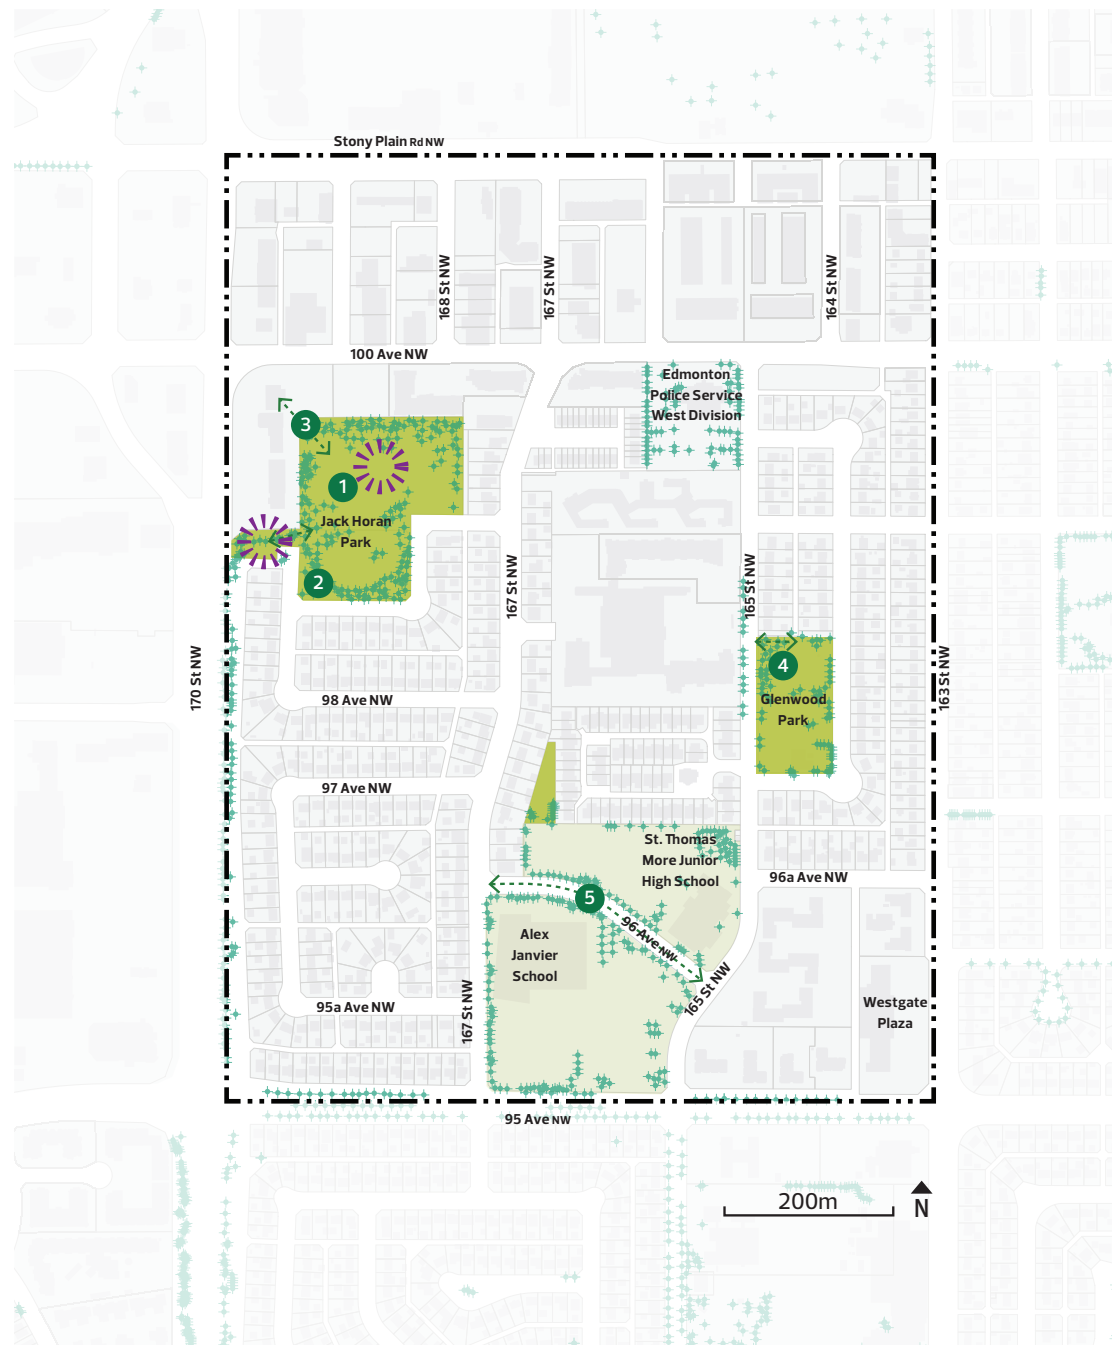 Stony Plain Rd NW
168 St NW
167 St NW
164 St NW
100 Ave NW
Edmonton
Police Service
West Division
3
1
Jack Horan
Park
2
167 St NW
165 St NW
170 St NW
163 St NW
4
Glenwood
Park
98 Ave NW
97 Ave NW
St. Thomas
More Junior
High School
96a Ave NW
5
96 Ave NW
Alex
Janvier
School
165 St NW
167 St NW
95a Ave NW
Westgate
Plaza
95 Ave NW
200m
N